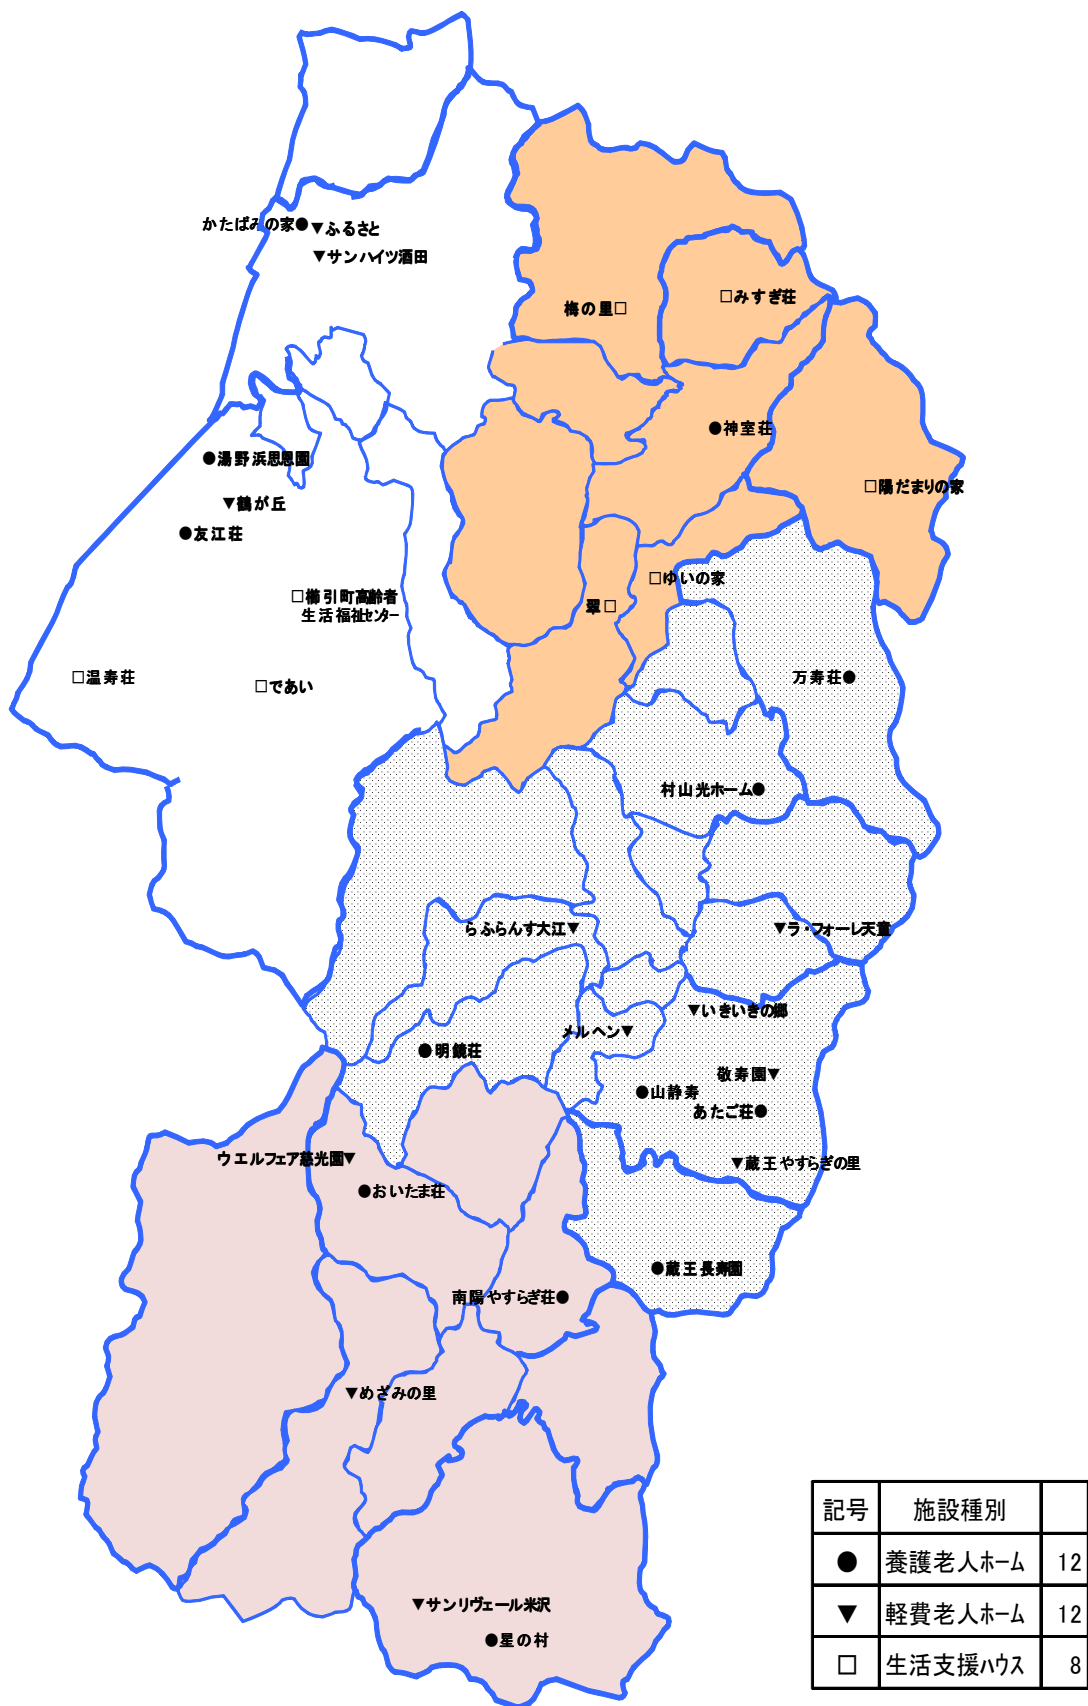 かたばみの家●
▼ふるさと
▼サンハイツ酒田
梅の里□
□みすぎ荘
●神室荘
●湯野浜思恩園
□陽だまりの家
▼鶴が丘
●友江荘
□ゆいの家
□櫛引町高齢者
生活福祉センター
翠□
□温寿荘
□であい
万寿荘●
村山光ホーム●
らふらんす大江▼
▼ラ・フォーレ天童
▼いきいきの郷
メルヘン▼
●明鏡荘
敬寿園▼
●山静寿
あたご荘●
ウエルフェア慈光園▼
▼蔵王やすらぎの里
●おいたま荘
●蔵王長寿園
南陽やすらぎ荘●
▼めざみの里
▼サンリヴェール米沢
●星の村
記号 施設種別
● 養護老人ホーム 12
▼ 軽費老人ホーム 12
□ 生活支援ハウス 8